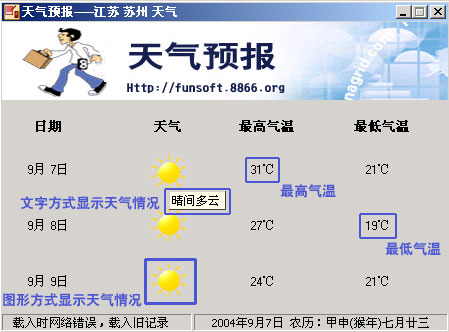 天气预报——江苏 苏州 天气
天气预报
Http://funsoft.8866.org
日期 天气 最高气温 最低气温
9月 7日 31℃ 21℃
最高气温
文字方式显示天气情况 晴间多云
9月 8日 27℃ 19℃
最低气温
9月 9日 24℃ 21℃
图形方式显示天气情况
载入时网络错误，载入旧记录 2004年9月7日 农历：甲申(猴年)七月廿三